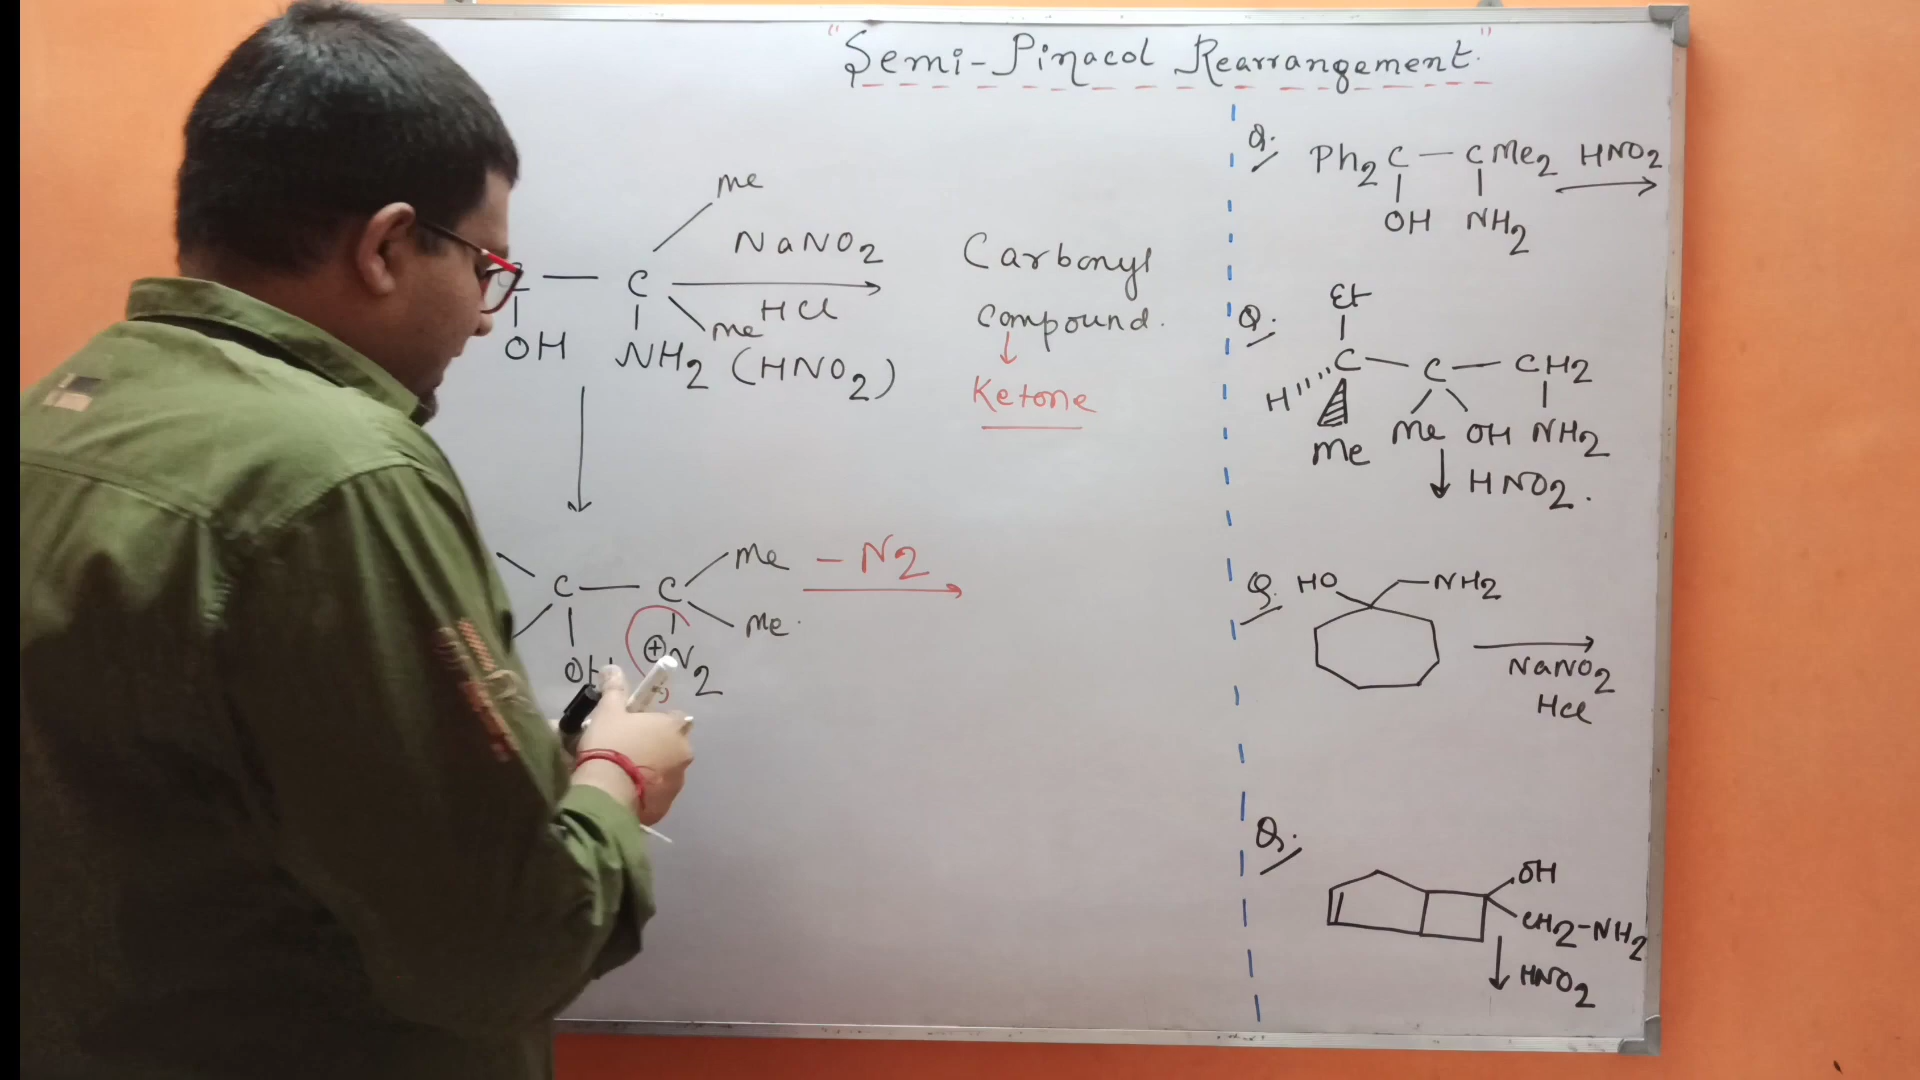 "Semi-Pinacol Rearrangement."
Me
NaNO2
C — C
HCl
Me
OH NH2 (HNO2)
Carbonyl
compound.
Ketone
C — C
Me
Me.
OH
⊕N2
- N2
Q. Ph2C — CMe2 HNO2
OH NH2
Q. Et
C — C — CH2
H Me Me OH NH2
HNO2.
Q. HO NH2
NaNO2
HCl
Q.
OH
CH2-NH2
HNO2